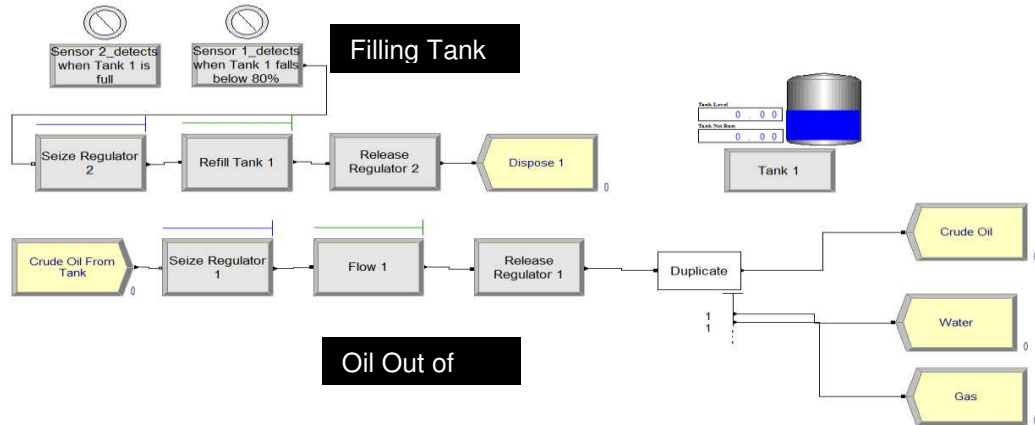 Sensor 2_detects
when Tank 1 is
full
Sensor 1_detects
when Tank 1 falls
below 80%
Filling Tank
Tank Level
0 . 0 0
Tank Net Rate
0 . 0 0
Tank 1
Seize Regulator
2
Refill Tank 1
Release
Regulator 2
Dispose 1
0
Crude Oil From
Tank
0
Seize Regulator
1
Flow 1
Release
Regulator 1
Duplicate
1
1
Crude Oil
0
Water
0
Gas
0
Oil Out of